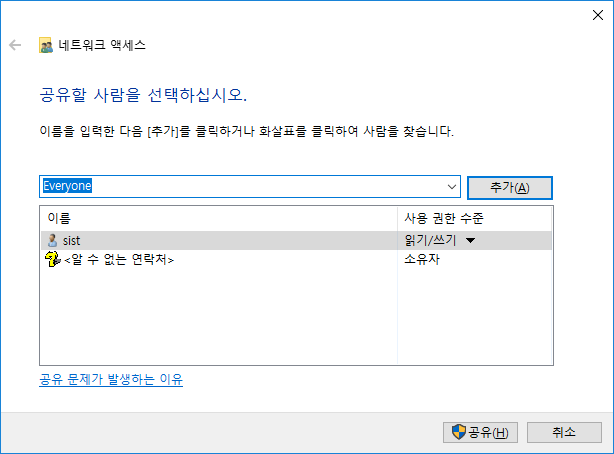 네트워크 액세스
공유할 사람을 선택하십시오.
이름을 입력한 다음 [추가]를 클릭하거나 화살표를 클릭하여 사람을 찾습니다.
Everyone 추가(A)
이름 사용 권한 수준
sist 읽기/쓰기
<알 수 없는 연락처> 소유자
공유 문제가 발생하는 이유
공유(H) 취소